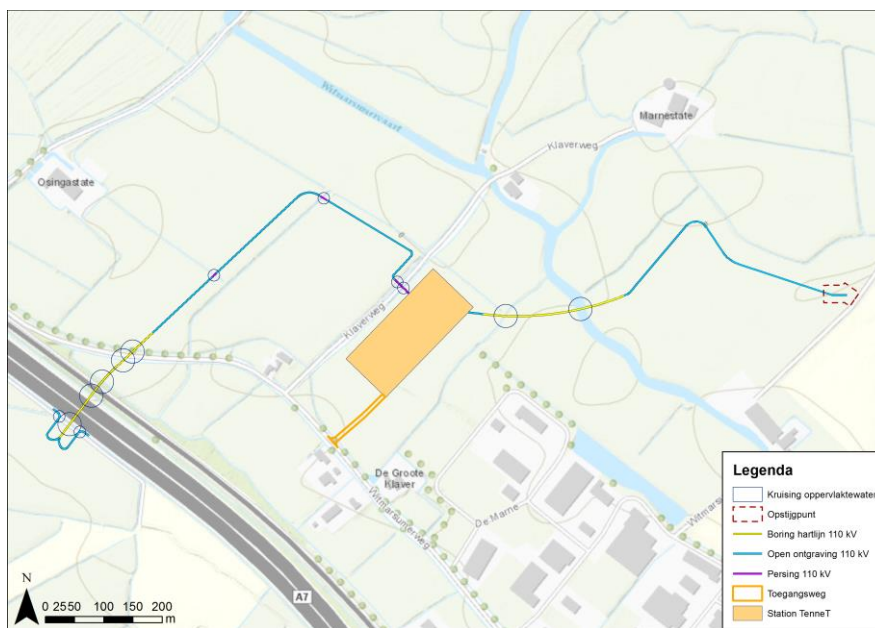 Marnestate
Klaverweg
Osingastate
Klaverweg
De Groote
Klaver
De Marne
Witmarsumerweg
A7
N
0 2550 100 150 200
m
Legenda
Kruising oppervlaktewater
Opstijgpunt
Boring hartlijn 110 kV
Open ontgraving 110 kV
Persing 110 kV
Toegangsweg
Station TenneT